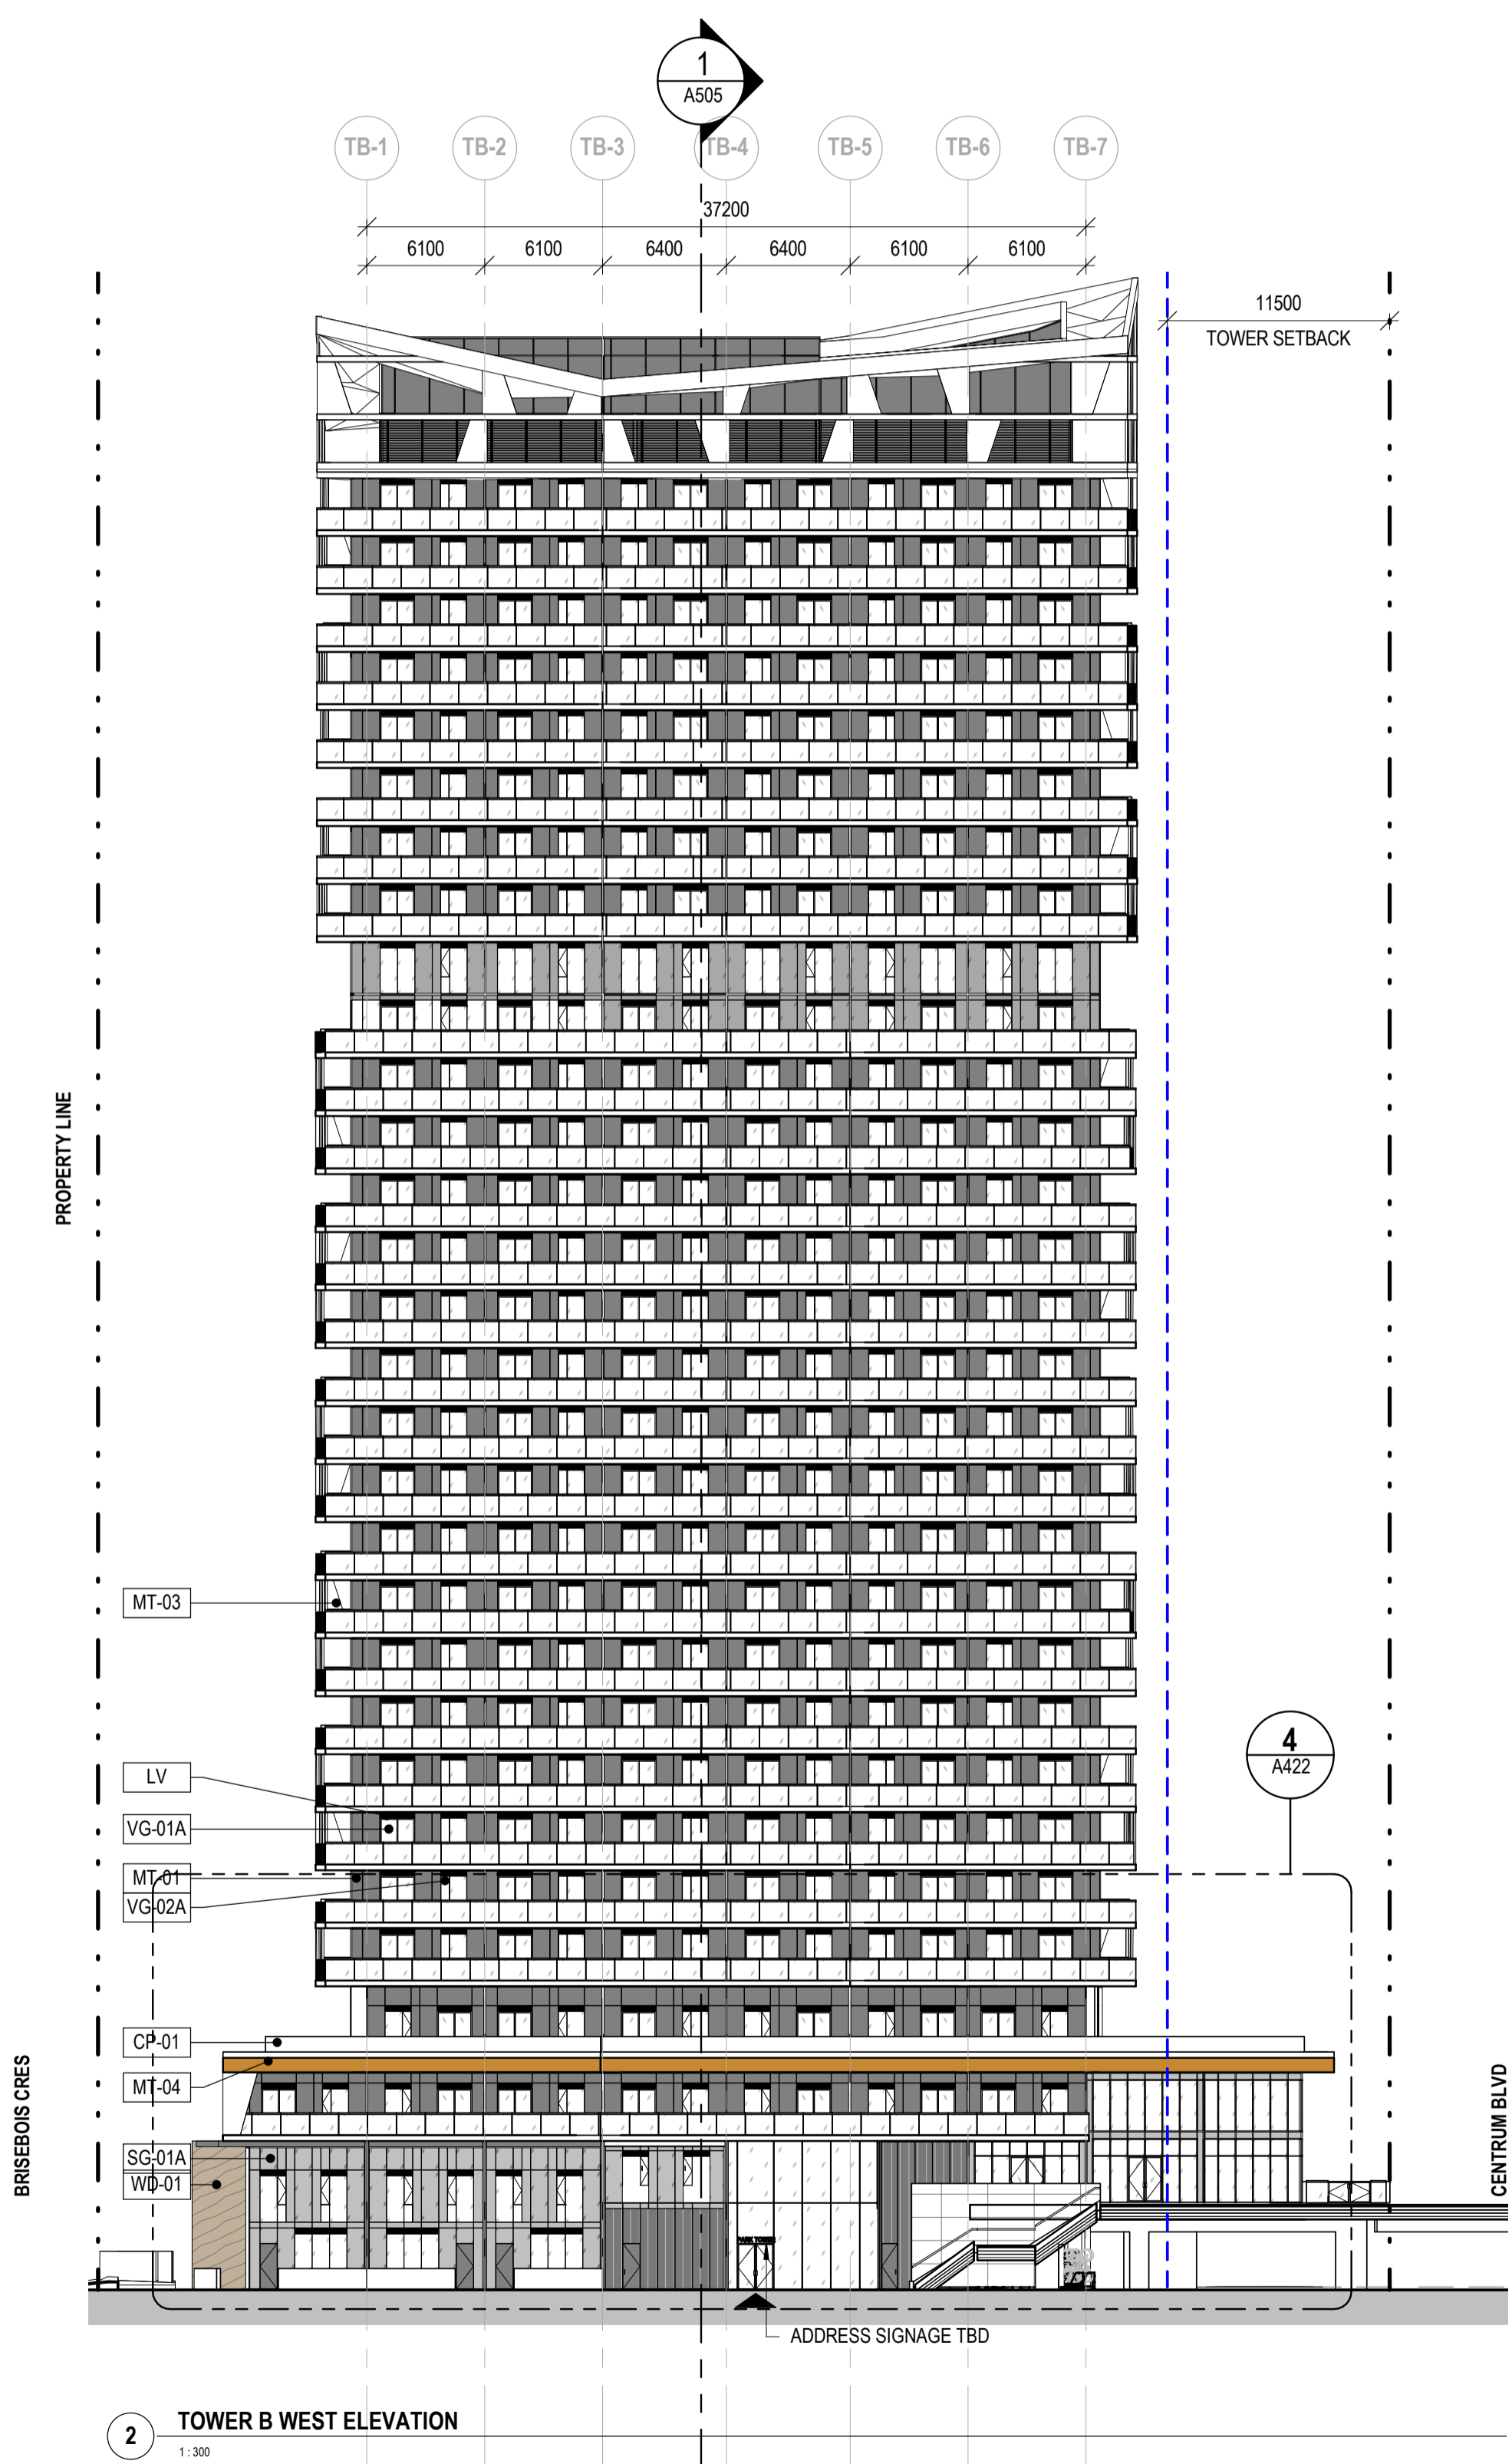 1
A505
TB-1 TB-2 TB-3 TB-4 TB-5 TB-6 TB-7
37200
6100 6100 6400 6400 6100 6100
11500
TOWER SETBACK
PROPERTY LINE
MT-03
4
A422
LV
VG-01A
MT-01
VG-02A
CP-01
MT-04
BRISEBOIS CRES
CENTRUM BLVD
SG-01A
WD-01
PARK TOWER
ADDRESS SIGNAGE TBD
2
TOWER B WEST ELEVATION
1 : 300